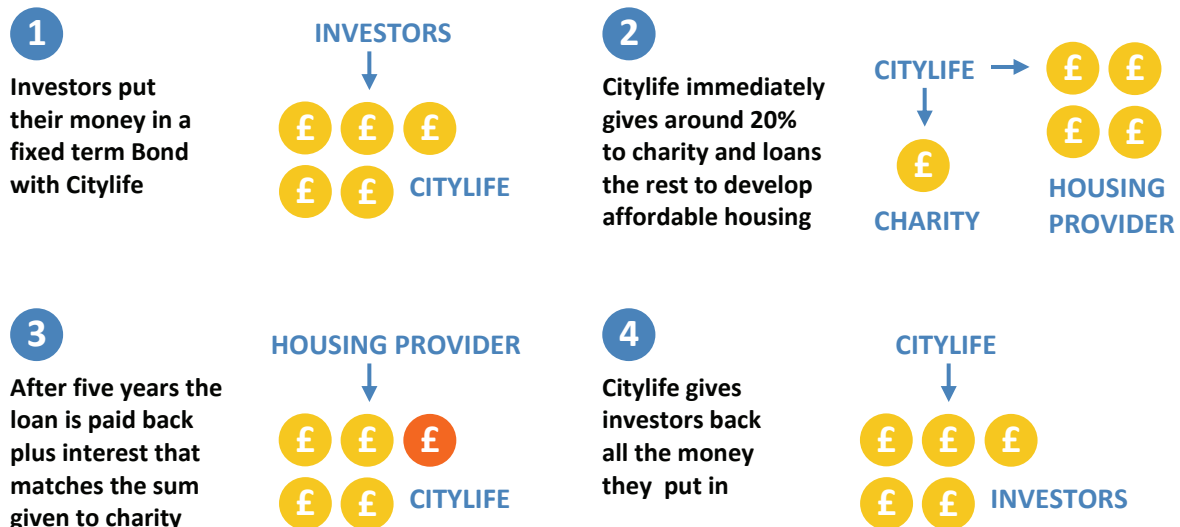 1
Investors put
their money in a
fixed term Bond
with Citylife
INVESTORS
£ £ £
£ £ CITYLIFE
2
Citylife immediately
gives around 20%
to charity and loans
the rest to develop
affordable housing
CITYLIFE
£
CHARITY
£ £
£ £
HOUSING
PROVIDER
3
After five years the
loan is paid back
plus interest that
matches the sum
given to charity
HOUSING PROVIDER
£ £ £
£ £ CITYLIFE
4
Citylife gives
investors back
all the money
they put in
CITYLIFE
£ £ £
£ £ INVESTORS